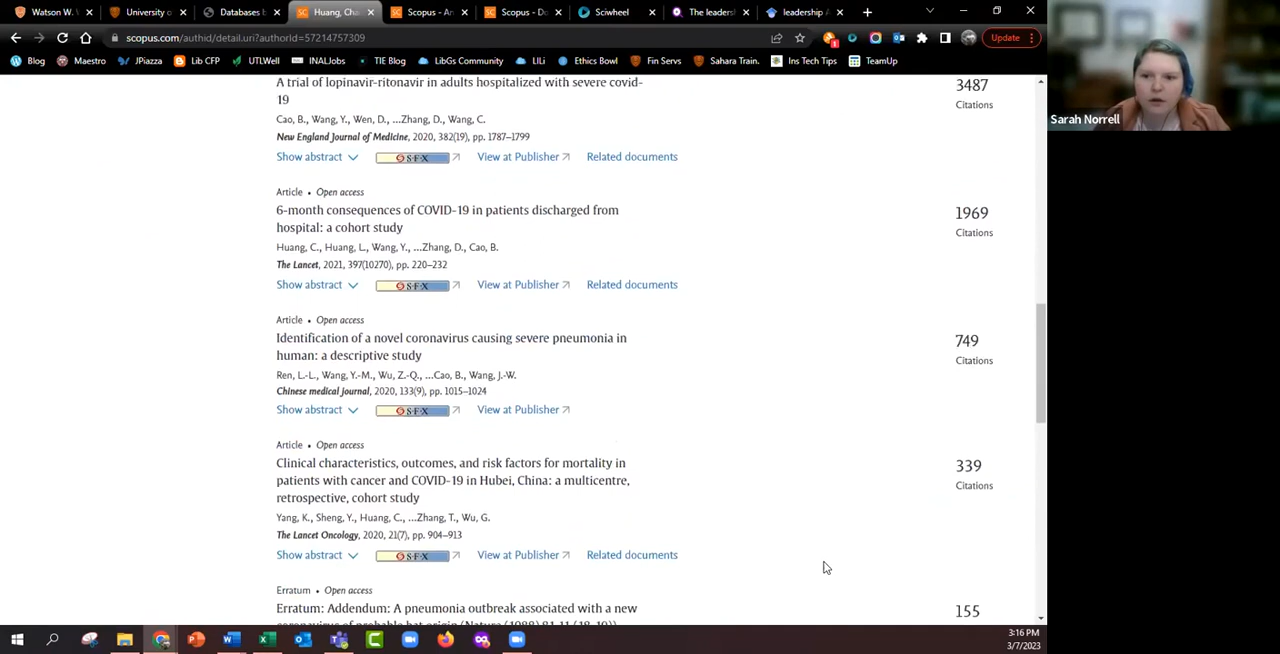 Watson W.
University o
Databases b
Huang, Cha
Scopus - An
Scopus - Do
Sciwheel
The leaders
leadership A
scopus.com/authid/detail.uri?authorId=57214757309
Update
Blog
Maestro
JPiazza
Lib CFP
UTLWell
INALJobs
TIE Blog
LibGs Community
LiLi
Ethics Bowl
Fin Servs
Sahara Train.
Ins Tech Tips
TeamUp
Sarah Norrell
A trial of lopinavir-ritonavir in adults hospitalized with severe covid-
19
3487
Citations
Cao, B., Wang, Y., Wen, D., ...Zhang, D., Wang, C.
New England Journal of Medicine, 2020, 382(19), pp. 1787–1799
Show abstract S·F·X View at Publisher Related documents
Article • Open access
6-month consequences of COVID-19 in patients discharged from
hospital: a cohort study
1969
Citations
Huang, C., Huang, L., Wang, Y., ...Zhang, D., Cao, B.
The Lancet, 2021, 397(10270), pp. 220–232
Show abstract S·F·X View at Publisher Related documents
Article • Open access
Identification of a novel coronavirus causing severe pneumonia in
human: a descriptive study
749
Citations
Ren, L.-L., Wang, Y.-M., Wu, Z.-Q., ...Cao, B., Wang, J.-W.
Chinese medical journal, 2020, 133(9), pp. 1015–1024
Show abstract S·F·X View at Publisher
Article • Open access
Clinical characteristics, outcomes, and risk factors for mortality in
patients with cancer and COVID-19 in Hubei, China: a multicentre,
retrospective, cohort study
339
Citations
Yang, K., Sheng, Y., Huang, C., ...Zhang, T., Wu, G.
The Lancet Oncology, 2020, 21(7), pp. 904–913
Show abstract S·F·X View at Publisher Related documents
Erratum • Open access
Erratum: Addendum: A pneumonia outbreak associated with a new
155
3:16 PM
3/7/2023